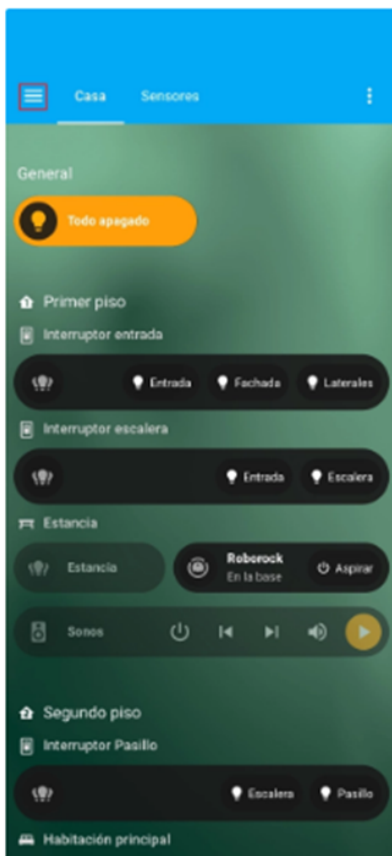 Casa Sensores
General
Todo apagado
Primer piso
Interruptor entrada
Entrada Fachada Laterales
Interruptor escalera
Entrada Escalera
Estancia
Estancia Roborock En la base Aspirar
Sonos
Segundo piso
Interruptor Pasillo
Escalera Pasillo
Habitación principal